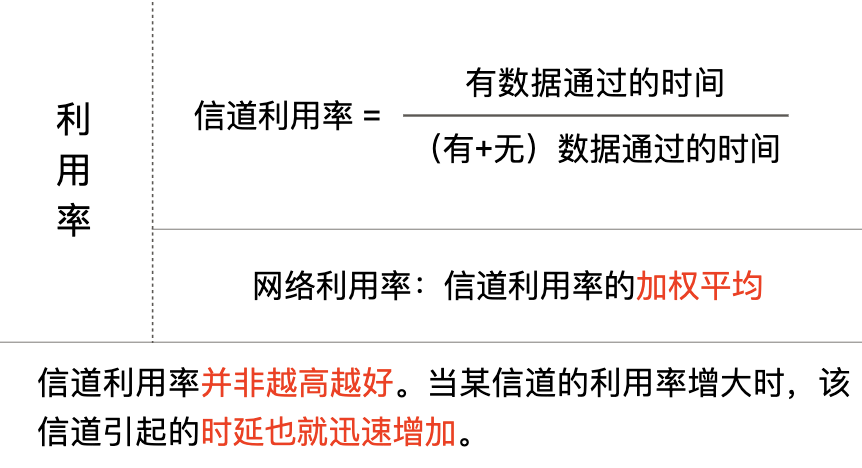 利
用
率
信道利用率 =
有数据通过的时间
（有+无）数据通过的时间
网络利用率：信道利用率的加权平均
信道利用率并非越高越好。当某信道的利用率增大时，该
信道引起的时延也就迅速增加。